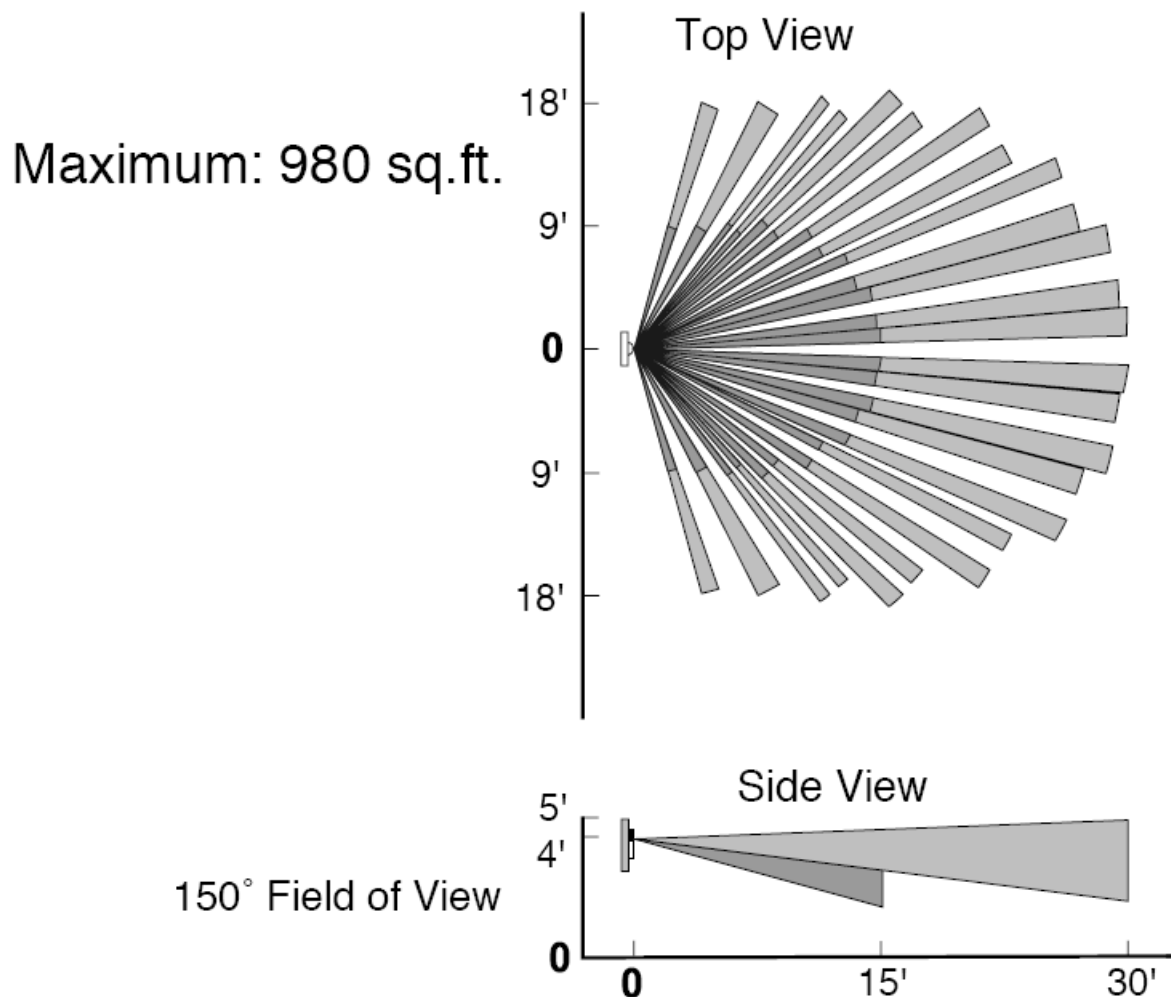 Top View
18'
Maximum: 980 sq.ft.
9'
0
9'
18'
Side View
5'
4'
150° Field of View
0
0 15' 30'